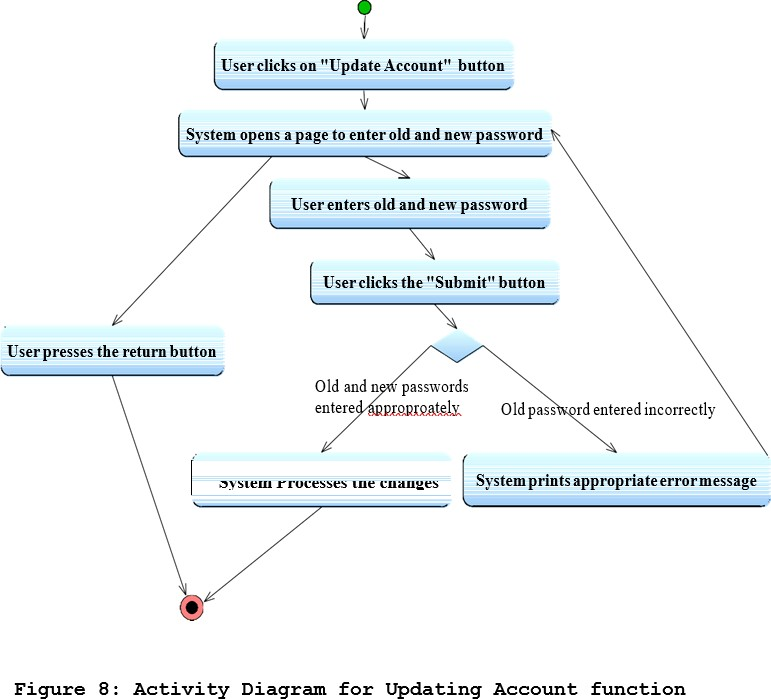 User clicks on "Update Account" button
System opens a page to enter old and new password
User enters old and new password
User clicks the "Submit" button
User presses the return button
Old and new passwords
entered approproately
Old password entered incorrectly
System Processes the changes
System prints appropriate error message
Figure 8: Activity Diagram for Updating Account function